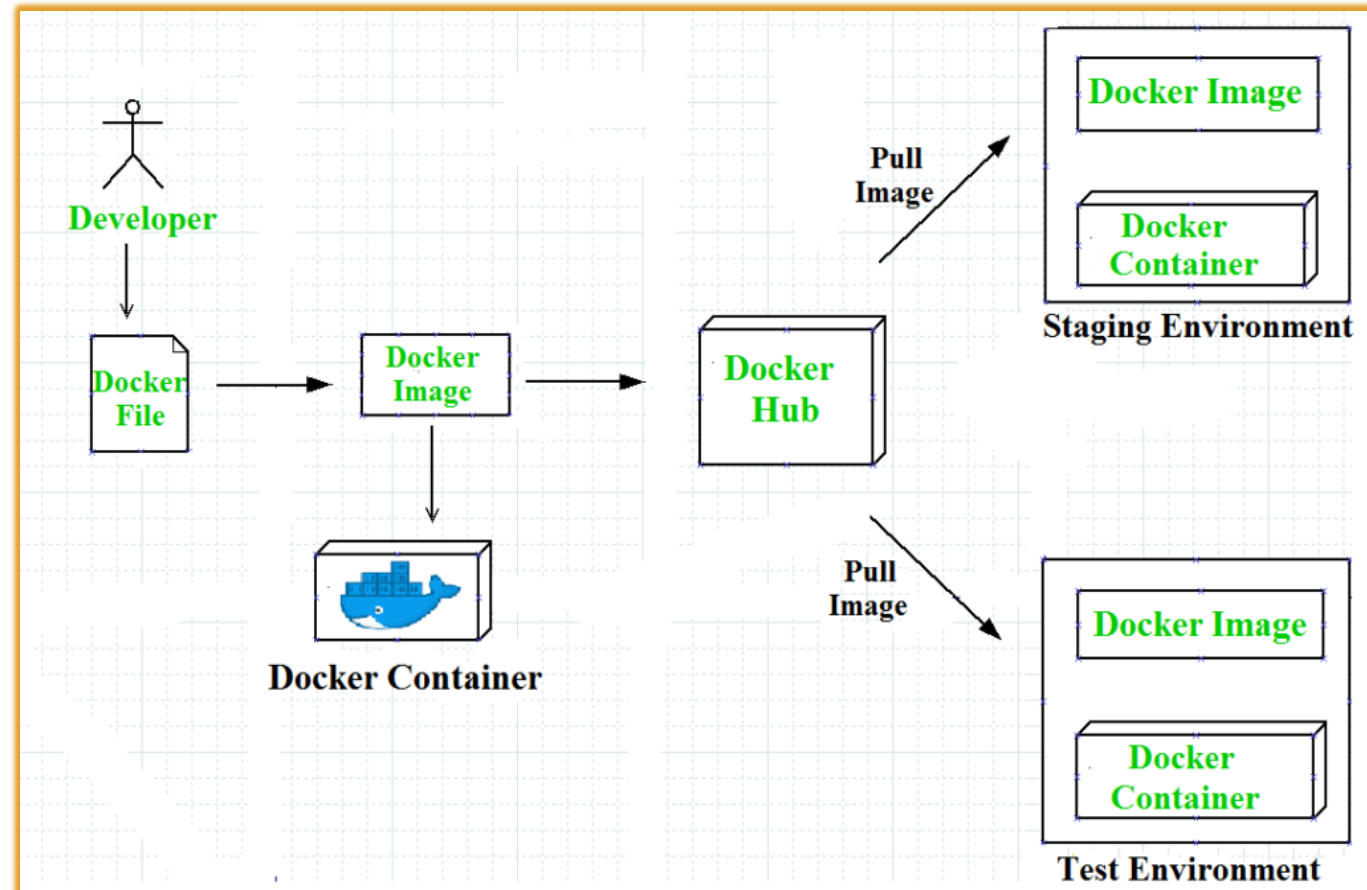 Developer
Docker
File
Docker
Image
Docker Container
Docker
Hub
Pull
Image
Docker Image
Docker
Container
Staging Environment
Pull
Image
Docker Image
Docker
Container
Test Environment